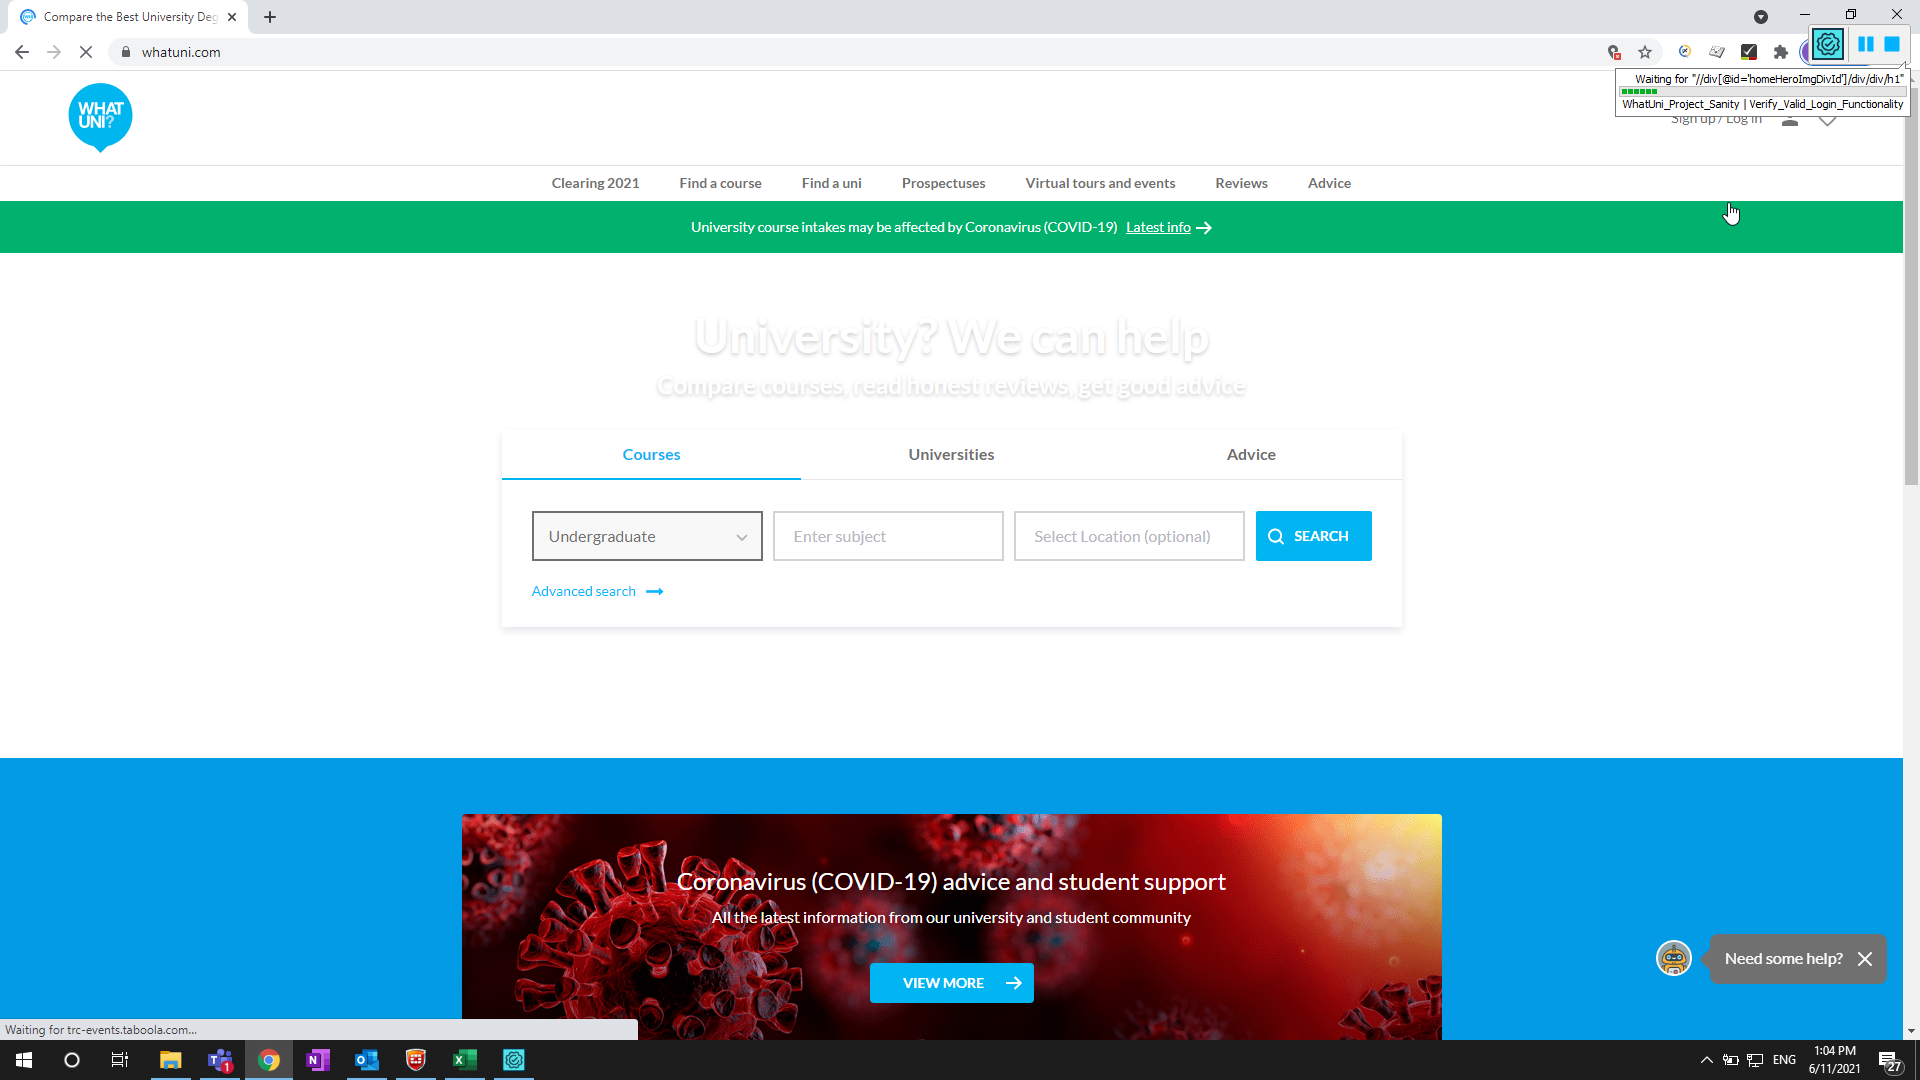 Compare the Best University Deg
whatuni.com
Waiting for "//div[@id='homeHeroImgDivId']/div/div/h1"
WhatUni_Project_Sanity | Verify_Valid_Login_Functionality
WHAT
UNI?
Sign up / Log in
Clearing 2021 Find a course Find a uni Prospectuses Virtual tours and events Reviews Advice
University course intakes may be affected by Coronavirus (COVID-19) Latest info
University? We can help
Compare courses, read honest reviews, get good advice
Courses Universities Advice
Undergraduate Enter subject Select Location (optional) SEARCH
Advanced search
Coronavirus (COVID-19) advice and student support
All the latest information from our university and student community
VIEW MORE
Need some help?
Waiting for trc-events.taboola.com...
ENG
1:04 PM
6/11/2021
1
27